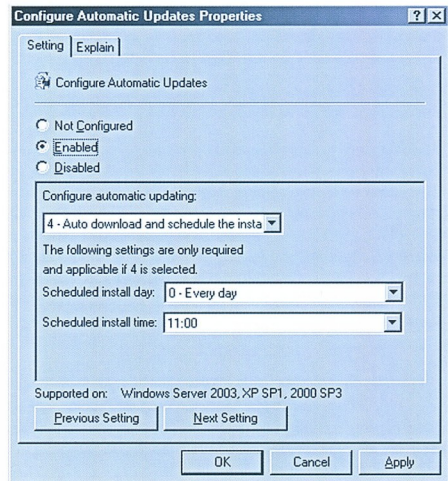 Configure Automatic Updates Properties
Setting
Explain
Configure Automatic Updates
Not Configured
Enabled
Disabled
Configure automatic updating:
4 - Auto download and schedule the insta
The following settings are only required
and applicable if 4 is selected.
Scheduled install day:
0 - Every day
Scheduled install time:
11:00
Supported on: Windows Server 2003, XP SP1, 2000 SP3
Previous Setting
Next Setting
OK
Cancel
Apply